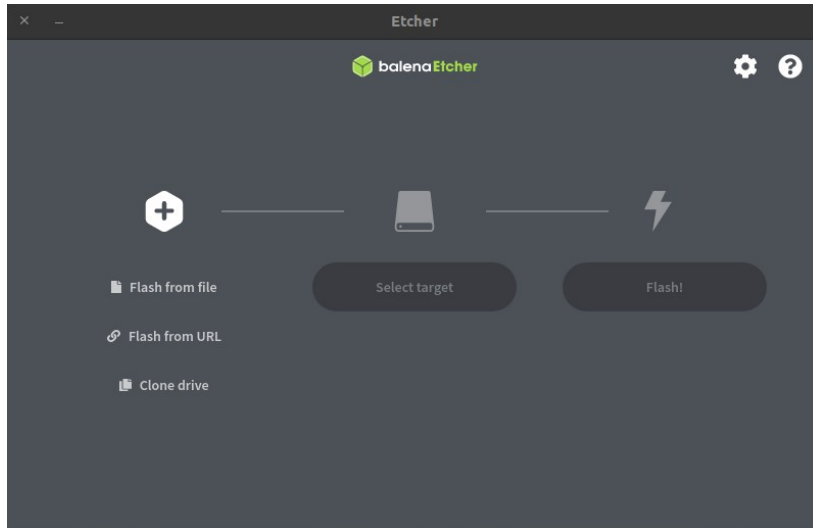 Etcher
balenaEtcher
Flash from file
Select target
Flash!
Flash from URL
Clone drive